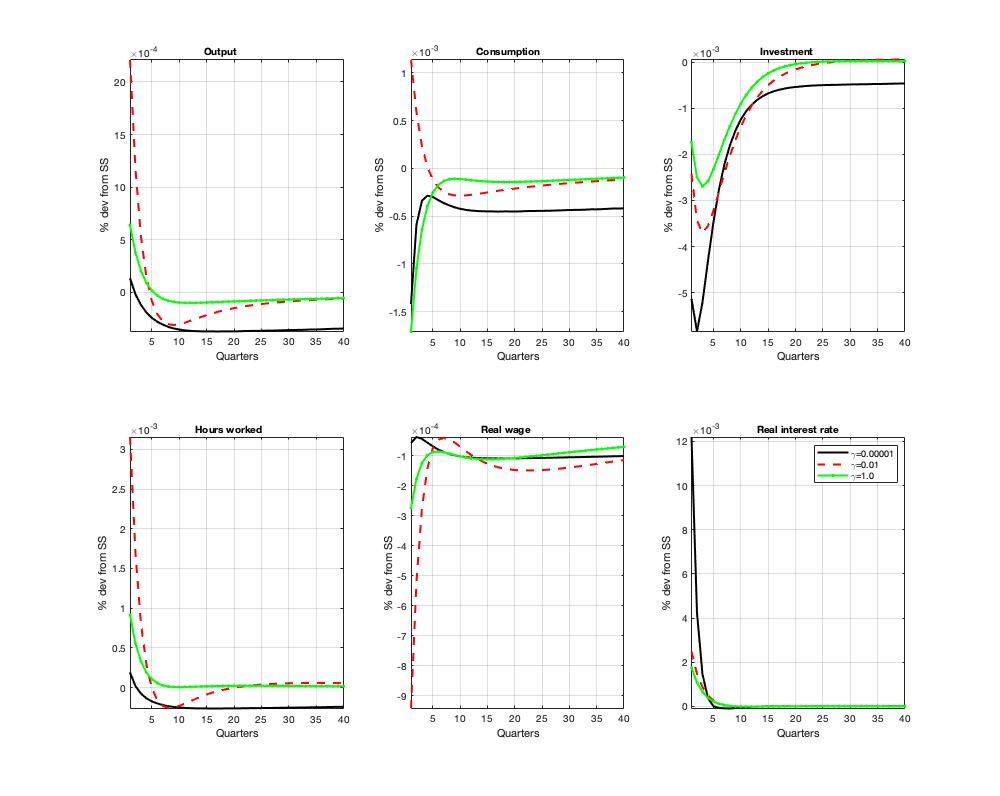 Output
×10⁻⁴
% dev from SS
20
15
10
5
0
5 10 15 20 25 30 35 40
Quarters
Consumption
×10⁻³
% dev from SS
1
0.5
0
-0.5
-1
-1.5
5 10 15 20 25 30 35 40
Quarters
Investment
×10⁻³
% dev from SS
0
-1
-2
-3
-4
-5
5 10 15 20 25 30 35 40
Quarters
Hours worked
×10⁻³
% dev from SS
3
2.5
2
1.5
1
0.5
0
5 10 15 20 25 30 35 40
Quarters
Real wage
×10⁻⁴
% dev from SS
-1
-2
-3
-4
-5
-6
-7
-8
-9
5 10 15 20 25 30 35 40
Quarters
Real interest rate
×10⁻³
% dev from SS
12
10
8
6
4
2
0
5 10 15 20 25 30 35 40
Quarters
γ=0.00001
γ=0.01
γ=1.0